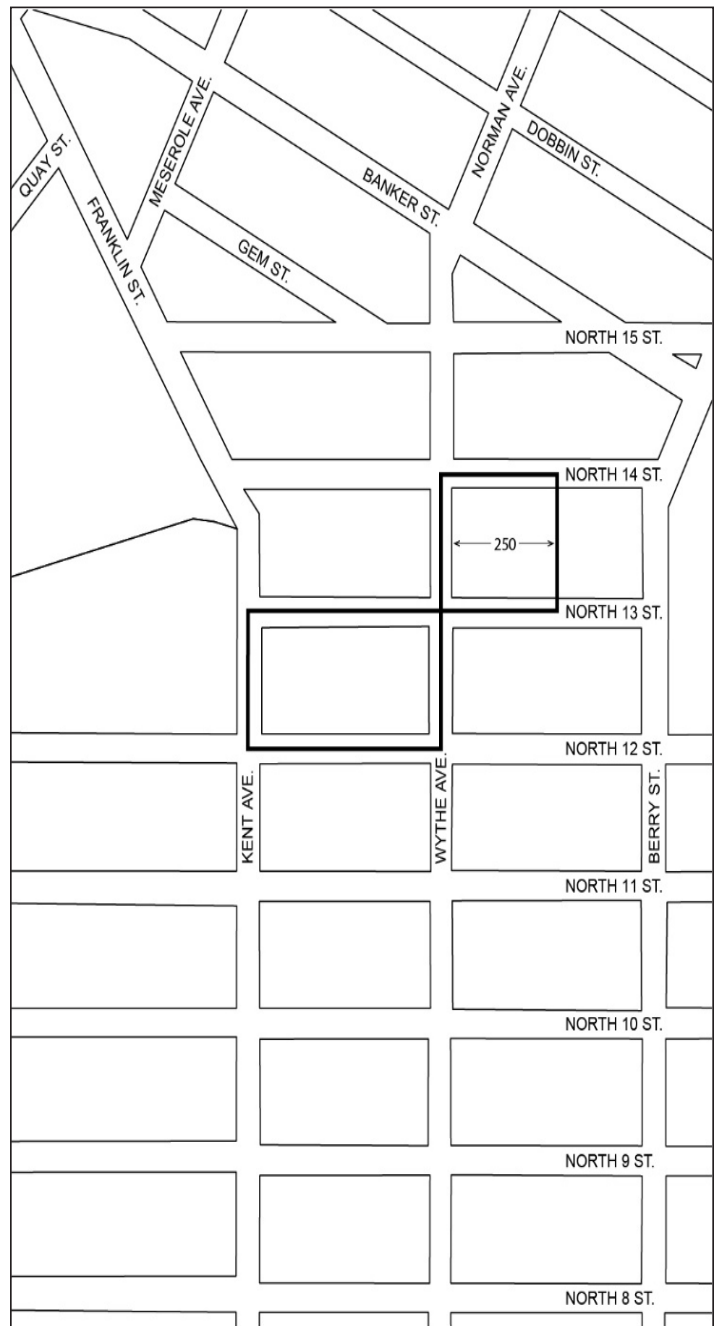 QUAY ST.
MESEROLE AVE.
NORMAN AVE.
DOBBIN ST.
BANKER ST.
FRANKLIN ST.
GEM ST.
NORTH 15 ST.
NORTH 14 ST.
250
NORTH 13 ST.
NORTH 12 ST.
KENT AVE.
WYTHE AVE.
BERRY ST.
NORTH 11 ST.
NORTH 10 ST.
NORTH 9 ST.
NORTH 8 ST.